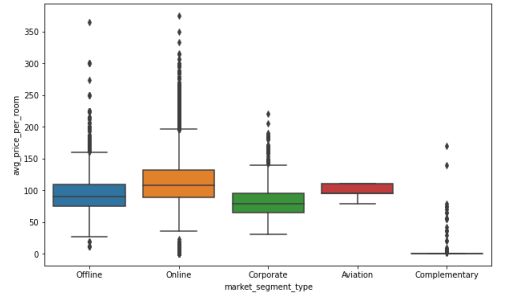 350
300
250
200
150
100
50
0
avg_price_per_room
Offline
Online
Corporate
Aviation
Complementary
market_segment_type